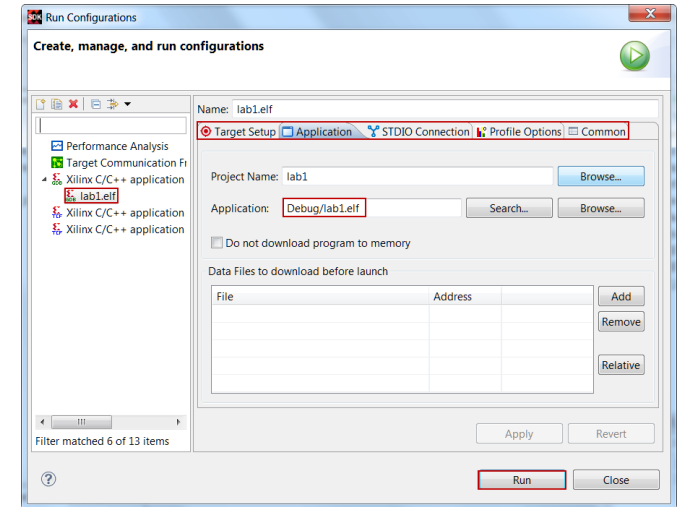 SDK Run Configurations
Create, manage, and run configurations
Name: lab1.elf
Target Setup Application STDIO Connection Profile Options Common
Performance Analysis
Target Communication Fr
Xilinx C/C++ application
lab1.elf
Xilinx C/C++ application
Xilinx C/C++ application
Filter matched 6 of 13 items
Project Name: lab1 Browse...
Application: Debug/lab1.elf Search... Browse...
Do not download program to memory
Data Files to download before launch
File Address
Add
Remove
Relative
Apply Revert
Run Close